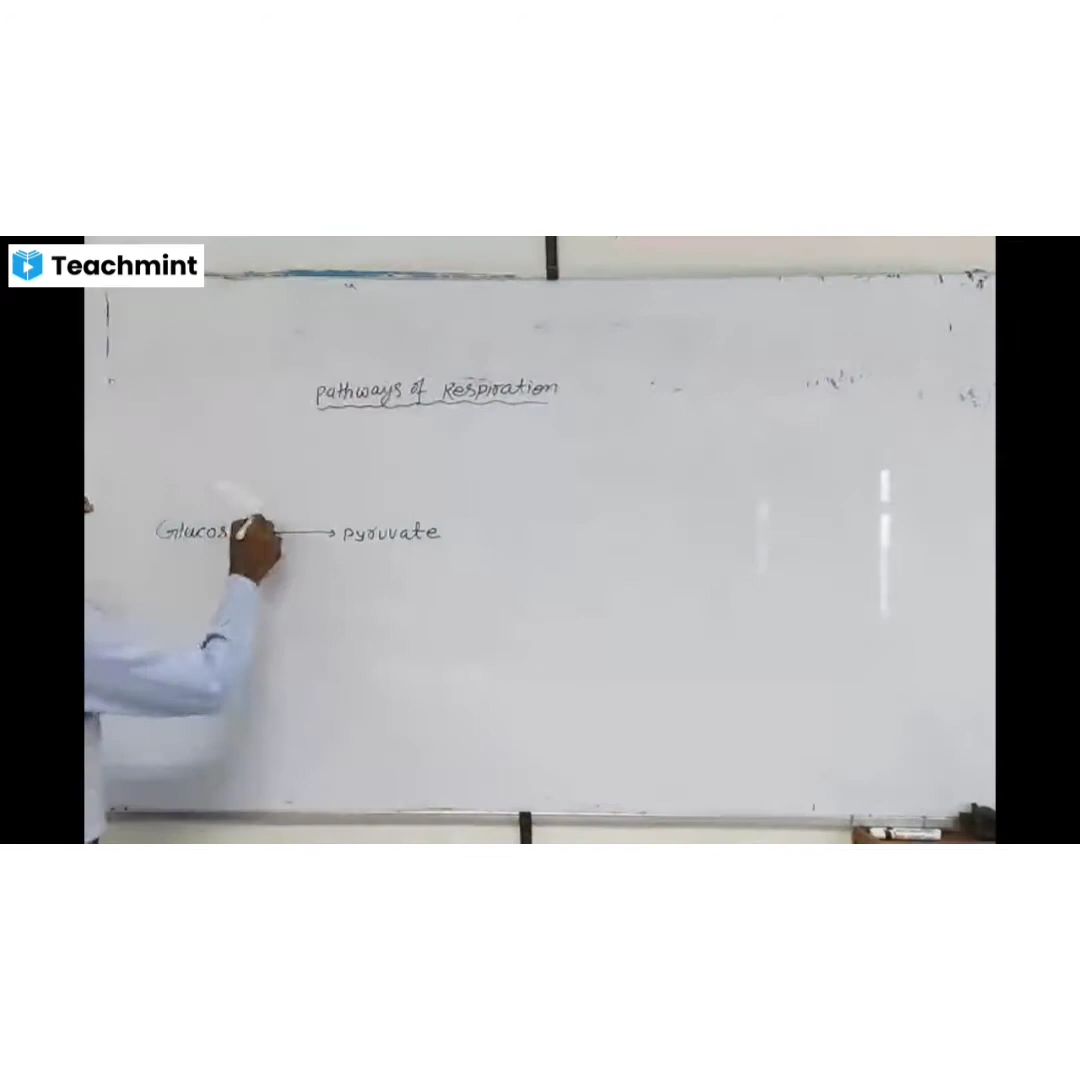 Teachmint
Pathways of Respiration
Glucos → pyruvate